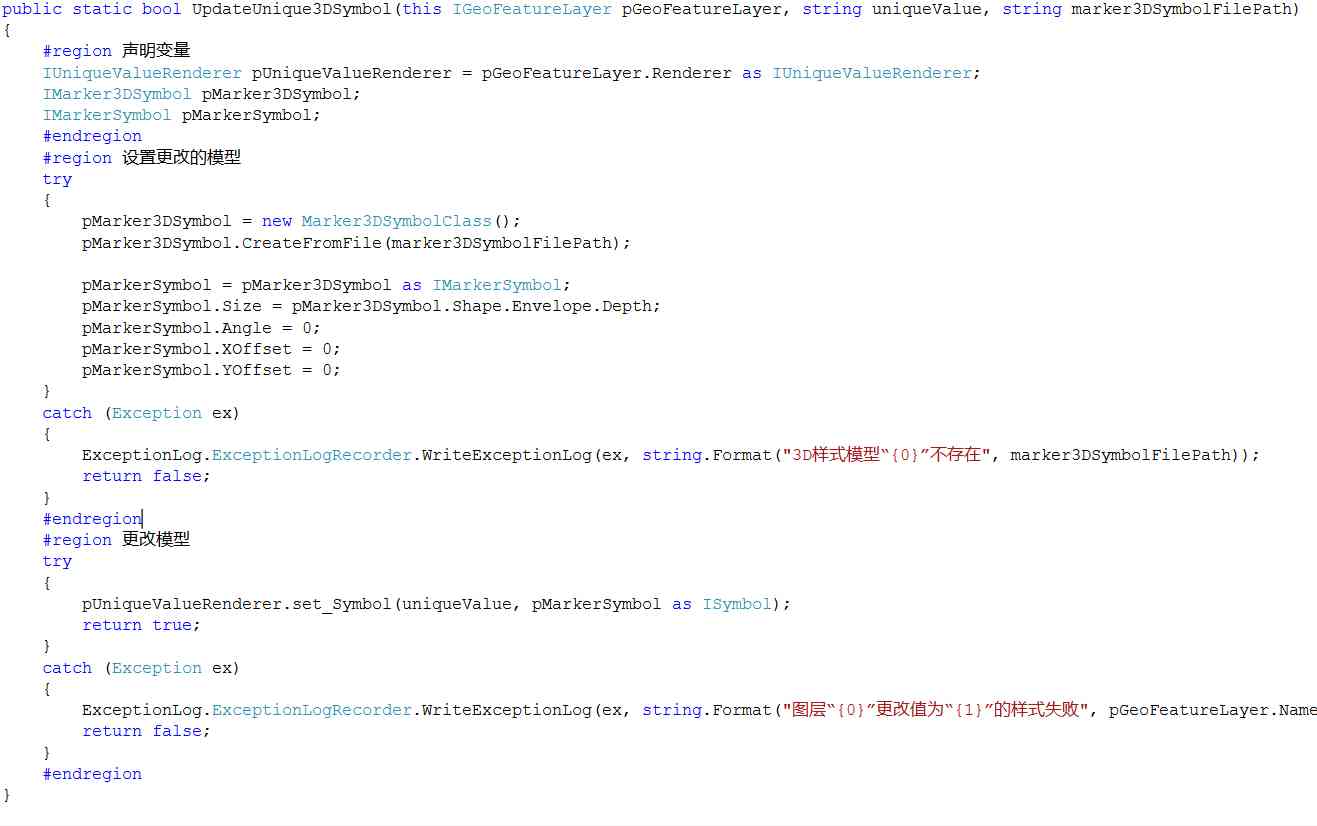 public static bool UpdateUnique3DSymbol(this IGeoFeatureLayer pGeoFeatureLayer, string uniqueValue, string marker3DSymbolFilePath)
{
    #region 声明变量
    IUniqueValueRenderer pUniqueValueRenderer = pGeoFeatureLayer.Renderer as IUniqueValueRenderer;
    IMarker3DSymbol pMarker3DSymbol;
    IMarkerSymbol pMarkerSymbol;
    #endregion
    #region 设置更改的模型
    try
    {
        pMarker3DSymbol = new Marker3DSymbolClass();
        pMarker3DSymbol.CreateFromFile(marker3DSymbolFilePath);

        pMarkerSymbol = pMarker3DSymbol as IMarkerSymbol;
        pMarkerSymbol.Size = pMarker3DSymbol.Shape.Envelope.Depth;
        pMarkerSymbol.Angle = 0;
        pMarkerSymbol.XOffset = 0;
        pMarkerSymbol.YOffset = 0;
    }
    catch (Exception ex)
    {
        ExceptionLog.ExceptionLogRecorder.WriteExceptionLog(ex, string.Format("3D样式模型“{0}”不存在", marker3DSymbolFilePath));
        return false;
    }
    #endregion
    #region 更改模型
    try
    {
        pUniqueValueRenderer.set_Symbol(uniqueValue, pMarkerSymbol as ISymbol);
        return true;
    }
    catch (Exception ex)
    {
        ExceptionLog.ExceptionLogRecorder.WriteExceptionLog(ex, string.Format("图层“{0}”更改值为“{1}”的样式失败", pGeoFeatureLayer.Name
        return false;
    }
    #endregion
}